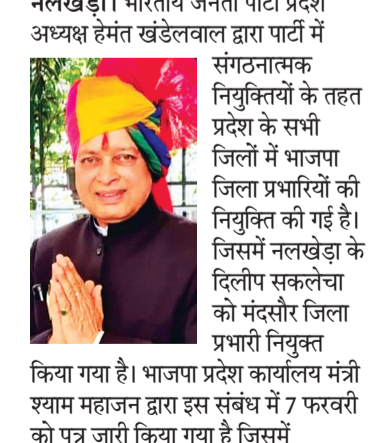 नलखेड़ा। भारतीय जनता पार्टी प्रदेश
अध्यक्ष हेमंत खंडेलवाल द्वारा पार्टी में
संगठनात्मक
नियुक्तियों के तहत
प्रदेश के सभी
जिलों में भाजपा
जिला प्रभारियों की
नियुक्ति की गई है।
जिसमें नलखेड़ा के
दिलीप सकलेचा
को मंदसौर जिला
प्रभारी नियुक्त
किया गया है। भाजपा प्रदेश कार्यालय मंत्री
श्याम महाजन द्वारा इस संबंध में 7 फरवरी
को पत्र जारी किया गया है जिसमें